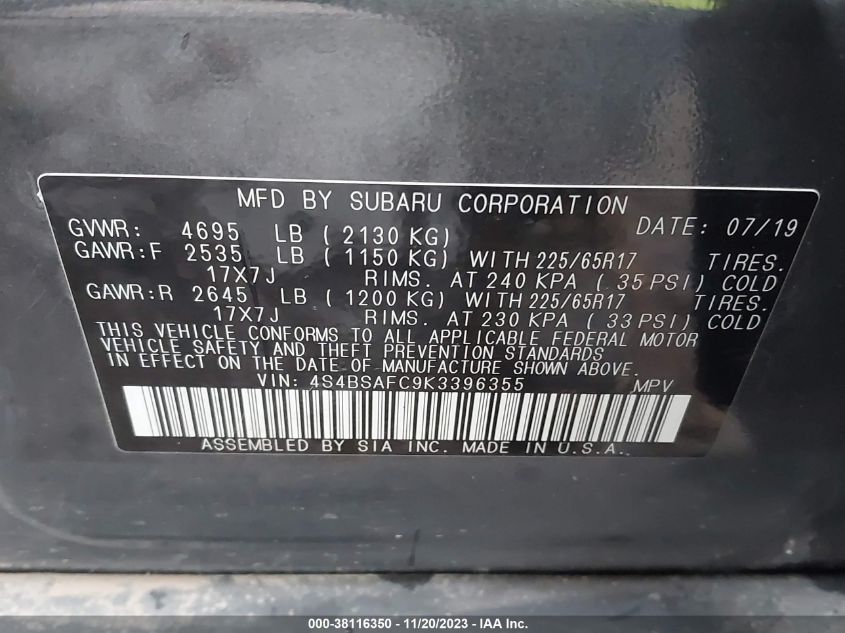 MFD BY SUBARU CORPORATION
GVWR: 4695 LB ( 2130 KG) DATE: 07/19
GAWR:F 2535 LB ( 1150 KG) WITH 225/65R17 TIRES.
17X7J RIMS. AT 240 KPA ( 35 PSI) COLD
GAWR:R 2645 LB ( 1200 KG) WITH 225/65R17 TIRES.
17X7J RIMS. AT 230 KPA ( 33 PSI) COLD
THIS VEHICLE CONFORMS TO ALL APPLICABLE FEDERAL MOTOR
VEHICLE SAFETY AND THEFT PREVENTION STANDARDS
IN EFFECT ON THE DATE OF MANUFACTURE SHOWN ABOVE.
VIN: 4S4BSAFC9K3396355 MPV
ASSEMBLED BY SIA INC. MADE IN U.S.A.
000-38116350 - 11/20/2023 - IAA Inc.